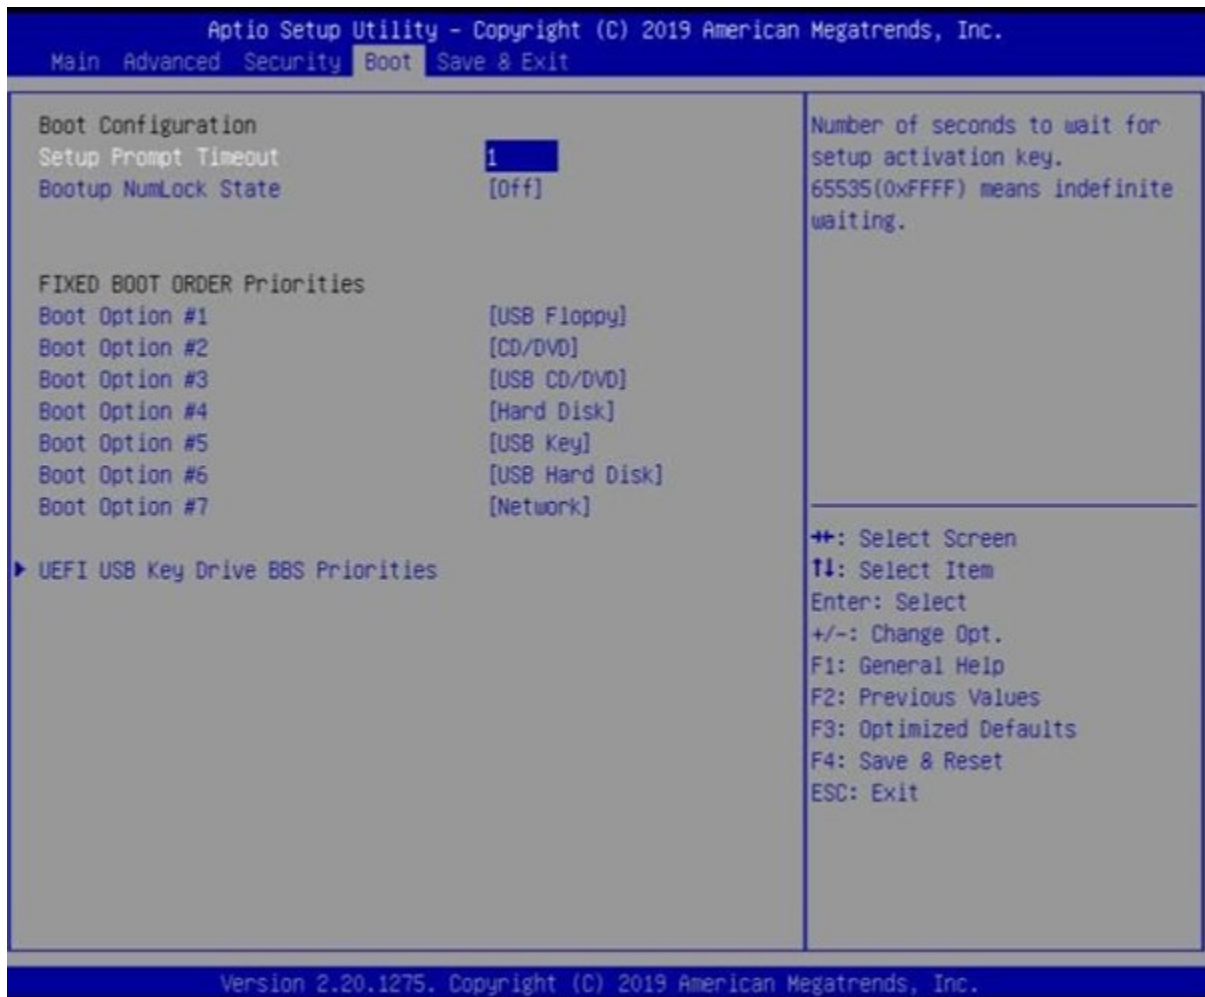 Aptio Setup Utility - Copyright (C) 2019 American Megatrends, Inc.
Main Advanced Security Boot Save & Exit
Boot Configuration
Setup Prompt Timeout 1
Bootup NumLock State [Off]
FIXED BOOT ORDER Priorities
Boot Option #1 [USB Floppy]
Boot Option #2 [CD/DVD]
Boot Option #3 [USB CD/DVD]
Boot Option #4 [Hard Disk]
Boot Option #5 [USB Key]
Boot Option #6 [USB Hard Disk]
Boot Option #7 [Network]
▶ UEFI USB Key Drive BBS Priorities
Number of seconds to wait for
setup activation key.
65535(0xFFFF) means indefinite
waiting.
→←: Select Screen
↑↓: Select Item
Enter: Select
+/-: Change Opt.
F1: General Help
F2: Previous Values
F3: Optimized Defaults
F4: Save & Reset
ESC: Exit
Version 2.20.1275. Copyright (C) 2019 American Megatrends, Inc.